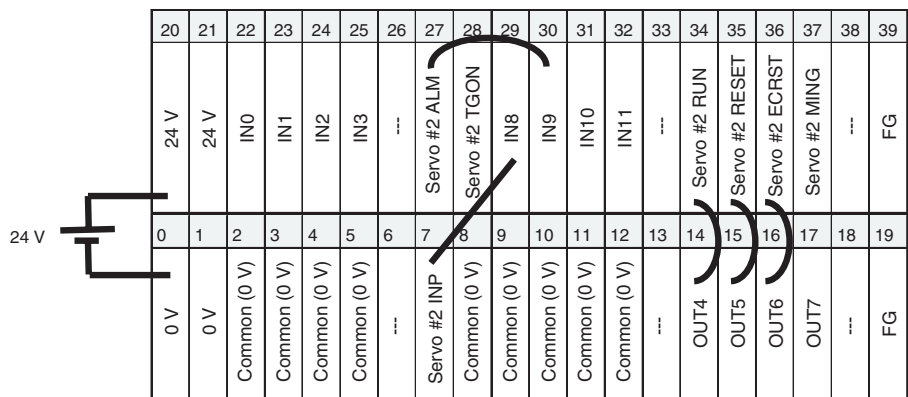 20 21 22 23 24 25 26 27 28 29 30 31 32 33 34 35 36 37 38 39
24 V 24 V IN0 IN1 IN2 IN3 --- Servo #2 ALM Servo #2 TGON IN8 IN9 IN10 IN11 --- Servo #2 RUN Servo #2 RESET Servo #2 ECRST Servo #2 MING --- FG
24 V
0 1 2 3 4 5 6 7 8 9 10 11 12 13 14 15 16 17 18 19
0 V 0 V Common (0 V) Common (0 V) Common (0 V) Common (0 V) --- Servo #2 INP Common (0 V) Common (0 V) Common (0 V) Common (0 V) Common (0 V) --- OUT4 OUT5 OUT6 OUT7 --- FG